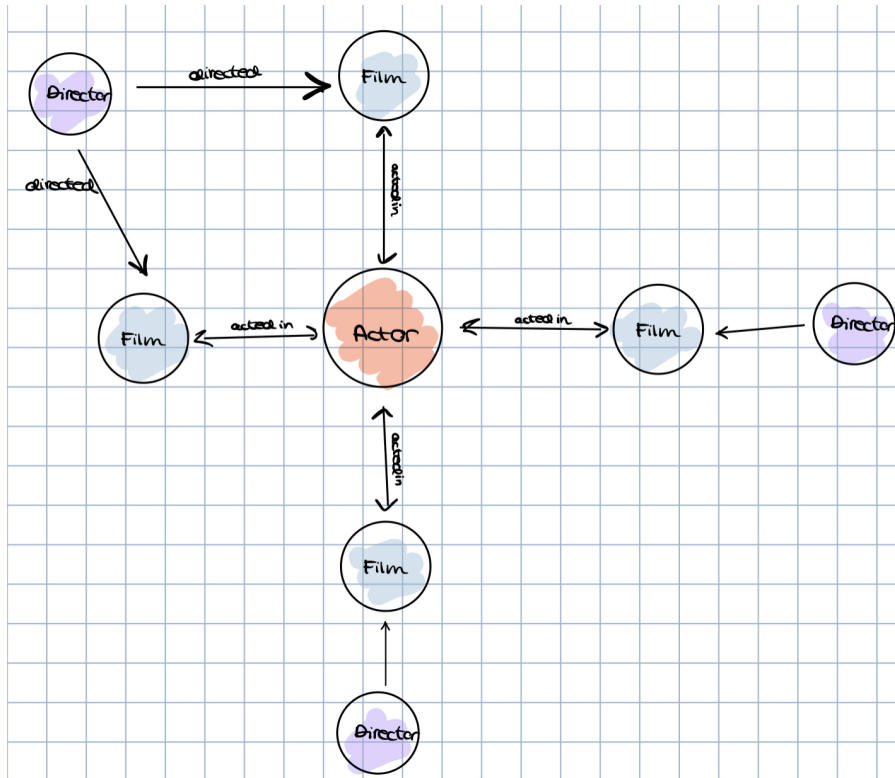 directed
Film
Director
acted in
directed
acted in
acted in
Film
Actor
Film
Director
acted in
Film
Director